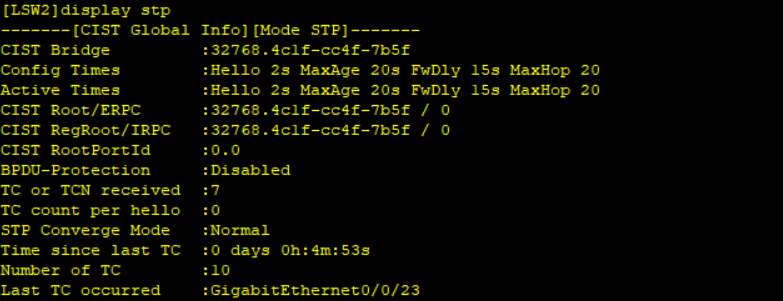 [LSW2]display stp
-------[CIST Global Info][Mode STP]-------
CIST Bridge         :32768.4c1f-cc4f-7b5f
Config Times        :Hello 2s MaxAge 20s FwDly 15s MaxHop 20
Active Times        :Hello 2s MaxAge 20s FwDly 15s MaxHop 20
CIST Root/ERPC      :32768.4c1f-cc4f-7b5f / 0
CIST RegRoot/IRPC   :32768.4c1f-cc4f-7b5f / 0
CIST RootPortId     :0.0
BPDU-Protection     :Disabled
TC or TCN received  :7
TC count per hello  :0
STP Converge Mode   :Normal
Time since last TC  :0 days 0h:4m:53s
Number of TC        :10
Last TC occurred    :GigabitEthernet0/0/23